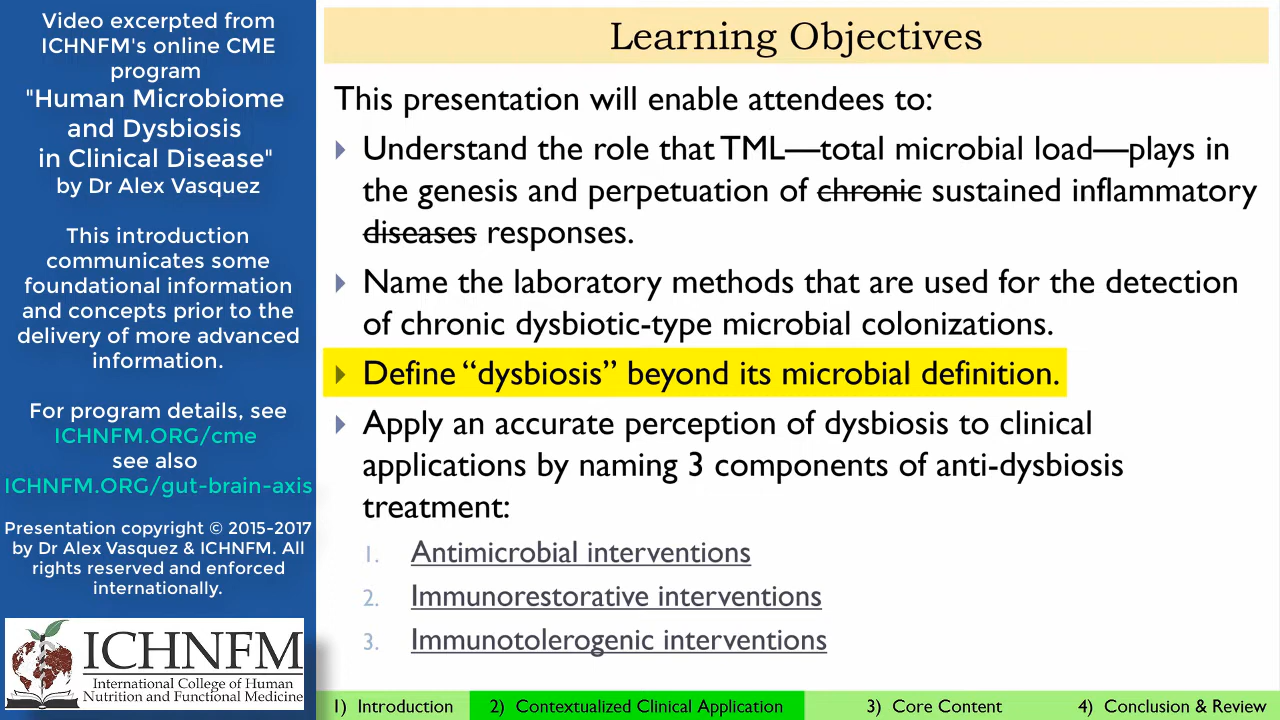 Video excerpted from
ICHNFM's online CME
program
"Human Microbiome
and Dysbiosis
in Clinical Disease"
by Dr Alex Vasquez
This introduction
communicates some
foundational information
and concepts prior to the
delivery of more advanced
information.
For program details, see
ICHNFM.ORG/cme
see also
ICHNFM.ORG/gut-brain-axis
Presentation copyright © 2015-2017
by Dr Alex Vasquez & ICHNFM. All
rights reserved and enforced
internationally.
ICHNFM
International College of Human
Nutrition and Functional Medicine
Learning Objectives
This presentation will enable attendees to:
Understand the role that TML—total microbial load—plays in
the genesis and perpetuation of chronic sustained inflammatory
diseases responses.
Name the laboratory methods that are used for the detection
of chronic dysbiotic-type microbial colonizations.
Define “dysbiosis” beyond its microbial definition.
Apply an accurate perception of dysbiosis to clinical
applications by naming 3 components of anti-dysbiosis
treatment:
1. Antimicrobial interventions
2. Immunorestorative interventions
3. Immunotolerogenic interventions
1) Introduction 2) Contextualized Clinical Application 3) Core Content 4) Conclusion & Review